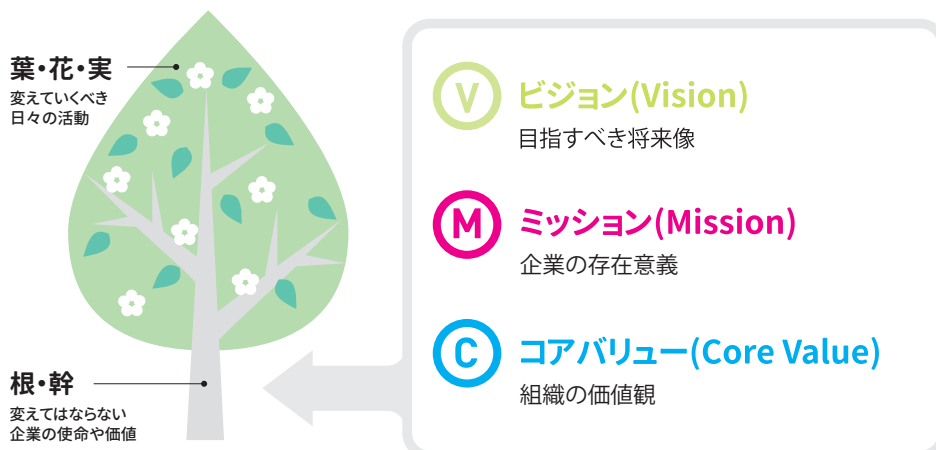 葉・花・実
変えていくべき
日々の活動
根・幹
変えてはならない
企業の使命や価値
V
ビジョン(Vision)
目指すべき将来像
M
ミッション(Mission)
企業の存在意義
C
コアバリュー(Core Value)
組織の価値観